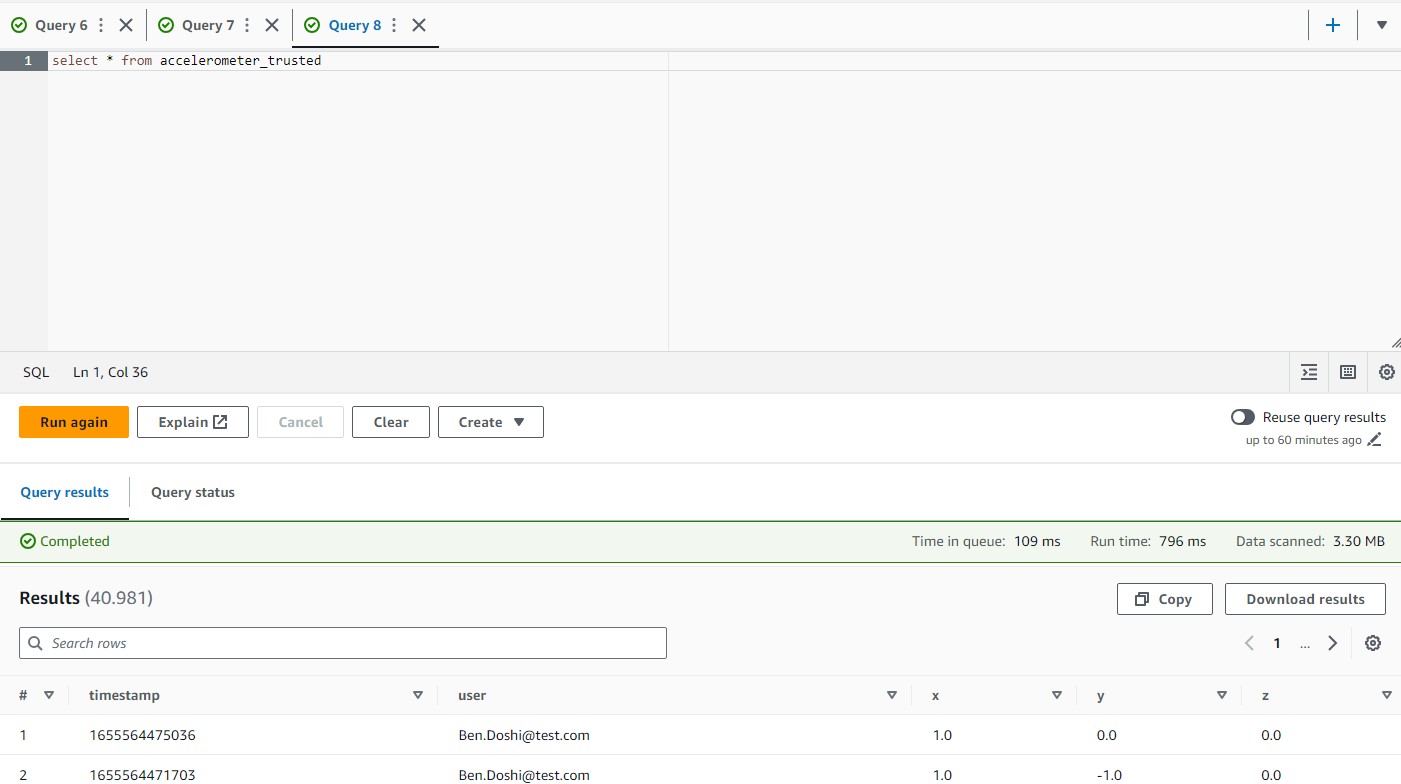 Query 6 Query 7 Query 8
1 select * from accelerometer_trusted
SQL Ln 1, Col 36
Run again Explain Cancel Clear Create Reuse query results
up to 60 minutes ago
Query results Query status
Completed Time in queue: 109 ms Run time: 796 ms Data scanned: 3.30 MB
Results (40.981) Copy Download results
Search rows 1 ...
# timestamp user x y z
1 1655564475036 Ben.Doshi@test.com 1.0 0.0 0.0
2 1655564471703 Ben.Doshi@test.com 1.0 -1.0 0.0